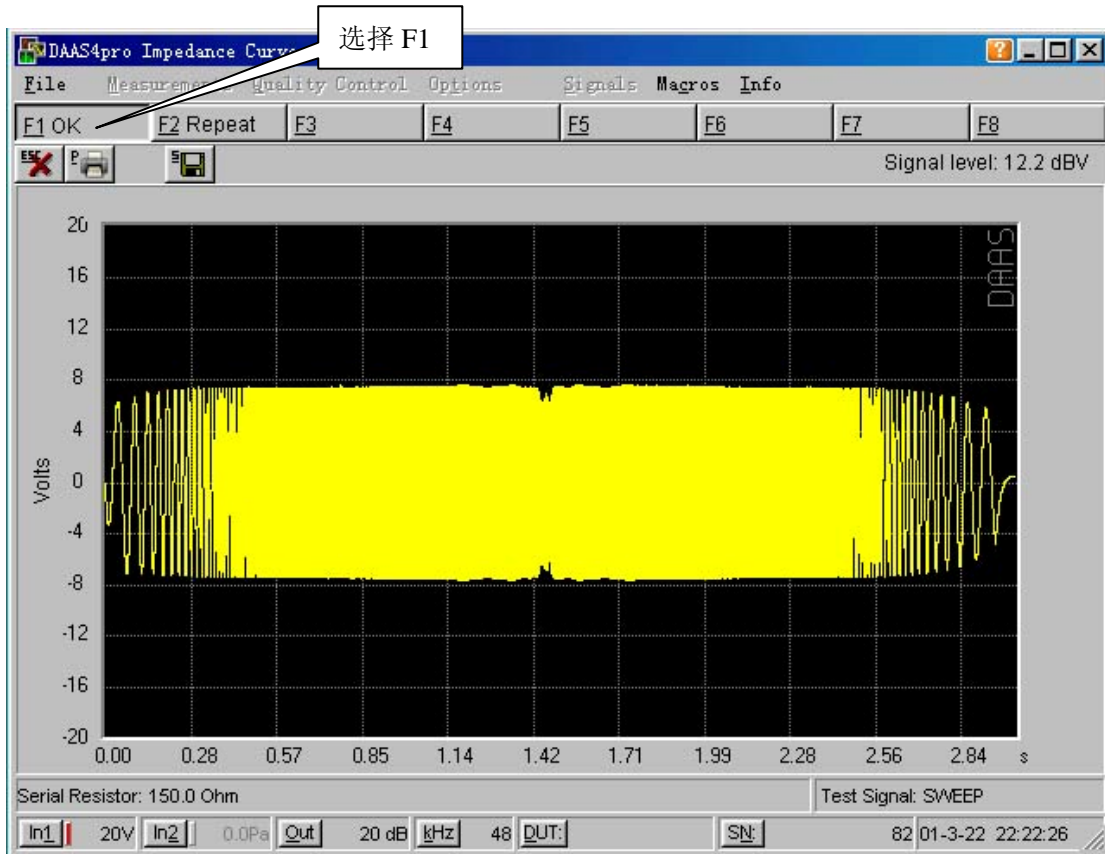 选择 F1
DAAS4pro Impedance Curv
File Measurements Quality Control Options Signals Macros Info
F1 OK F2 Repeat F3 F4 F5 F6 F7 F8
ESC P S Signal level: 12.2 dBV
DAAS
20
16
12
8
4
0
-4
-8
-12
-16
-20
Volts
0.00 0.28 0.57 0.85 1.14 1.42 1.71 1.99 2.28 2.56 2.84 s
Serial Resistor: 150.0 Ohm Test Signal: SWEEP
In1 20V In2 0.0Pa Out 20 dB kHz 48 DUT: SN: 82 01-3-22 22:22:26